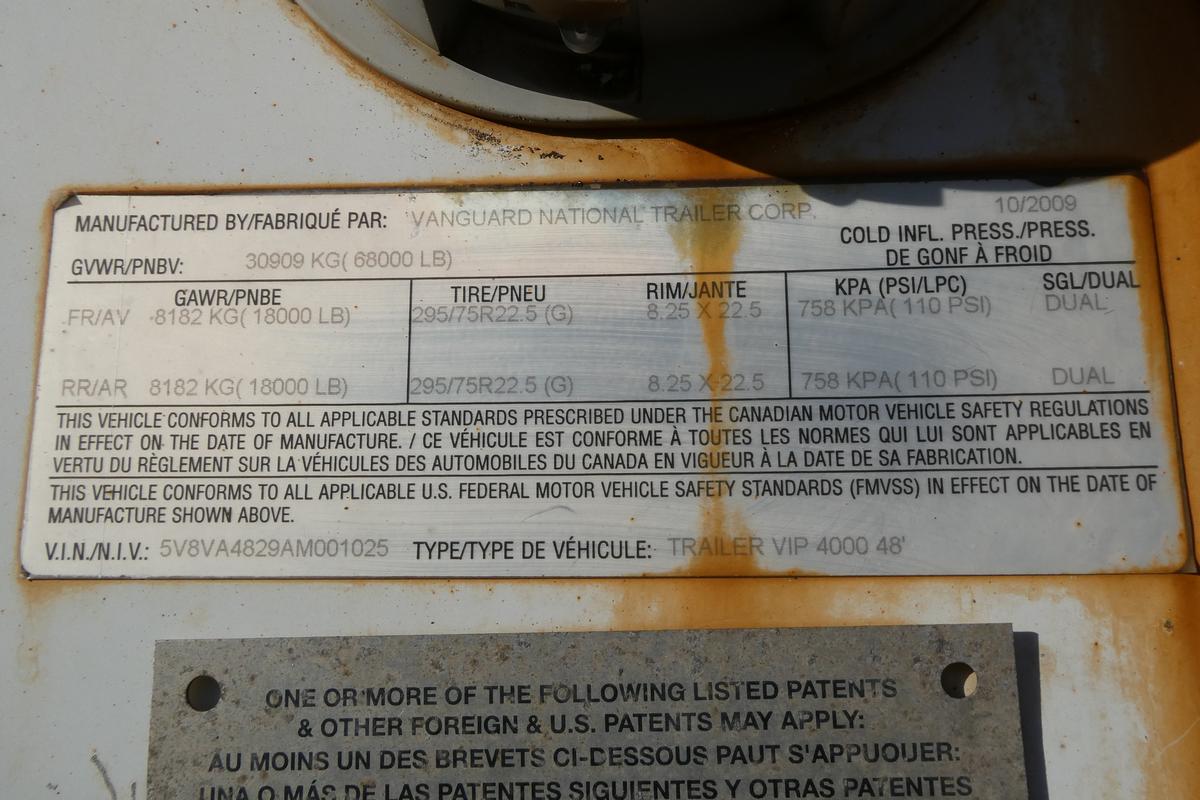 MANUFACTURED BY/FABRIQUÉ PAR: VANGUARD NATIONAL TRAILER CORP. 10/2009
COLD INFL. PRESS./PRESS.
DE GONF À FROID
GVWR/PNBV: 30909 KG( 68000 LB)
GAWR/PNBE TIRE/PNEU RIM/JANTE KPA (PSI/LPC) SGL/DUAL
FR/AV 8182 KG( 18000 LB) 295/75R22.5 (G) 8.25 X 22.5 758 KPA( 110 PSI) DUAL
RR/AR 8182 KG( 18000 LB) 295/75R22.5 (G) 8.25 X 22.5 758 KPA( 110 PSI) DUAL
THIS VEHICLE CONFORMS TO ALL APPLICABLE STANDARDS PRESCRIBED UNDER THE CANADIAN MOTOR VEHICLE SAFETY REGULATIONS
IN EFFECT ON THE DATE OF MANUFACTURE. / CE VÉHICULE EST CONFORME À TOUTES LES NORMES QUI LUI SONT APPLICABLES EN
VERTU DU RÈGLEMENT SUR LA VÉHICULES DES AUTOMOBILES DU CANADA EN VIGUEUR À LA DATE DE SA FABRICATION.
THIS VEHICLE CONFORMS TO ALL APPLICABLE U.S. FEDERAL MOTOR VEHICLE SAFETY STANDARDS (FMVSS) IN EFFECT ON THE DATE OF
MANUFACTURE SHOWN ABOVE.
V.I.N./N.I.V.: 5V8VA4829AM001025 TYPE/TYPE DE VÉHICULE: TRAILER VIP 4000 48'
ONE OR MORE OF THE FOLLOWING LISTED PATENTS
& OTHER FOREIGN & U.S. PATENTS MAY APPLY:
AU MOINS UN DES BREVETS CI-DESSOUS PAUT S'APPUOUER:
UNA O MÁS DE LAS PATENTES SIGUIENTES Y OTRAS PATENTES